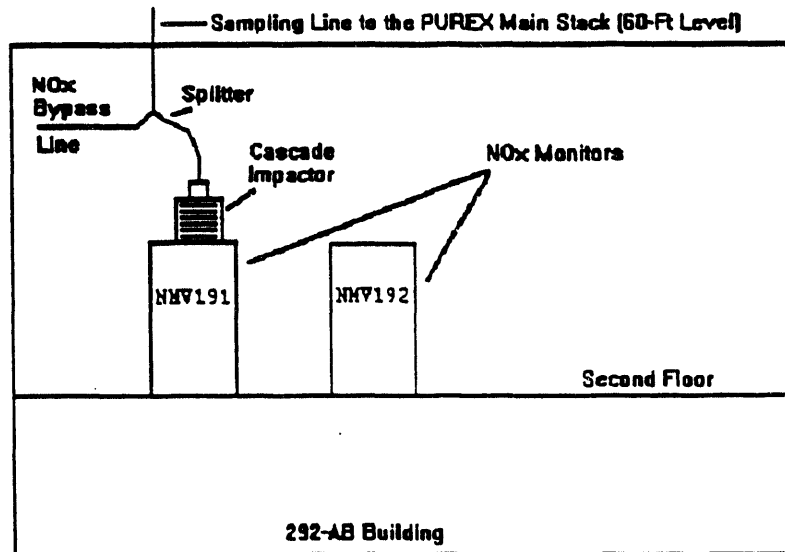 Sampling Line to the PUREX Main Stack (60-Ft Level)
NOx
Bypass
Line
Splitter
Cascade
Impactor
NOx Monitors
NMV191
NMV192
Second Floor
292-AB Building